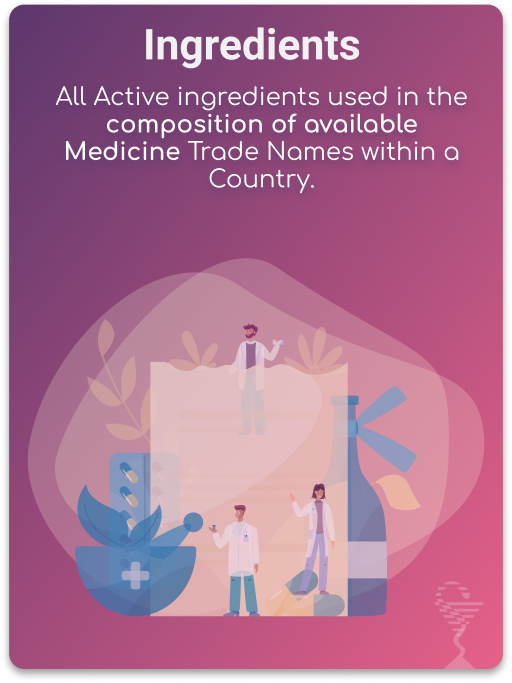 Ingredients
All Active ingredients used in the
composition of available
Medicine Trade Names within a
Country.